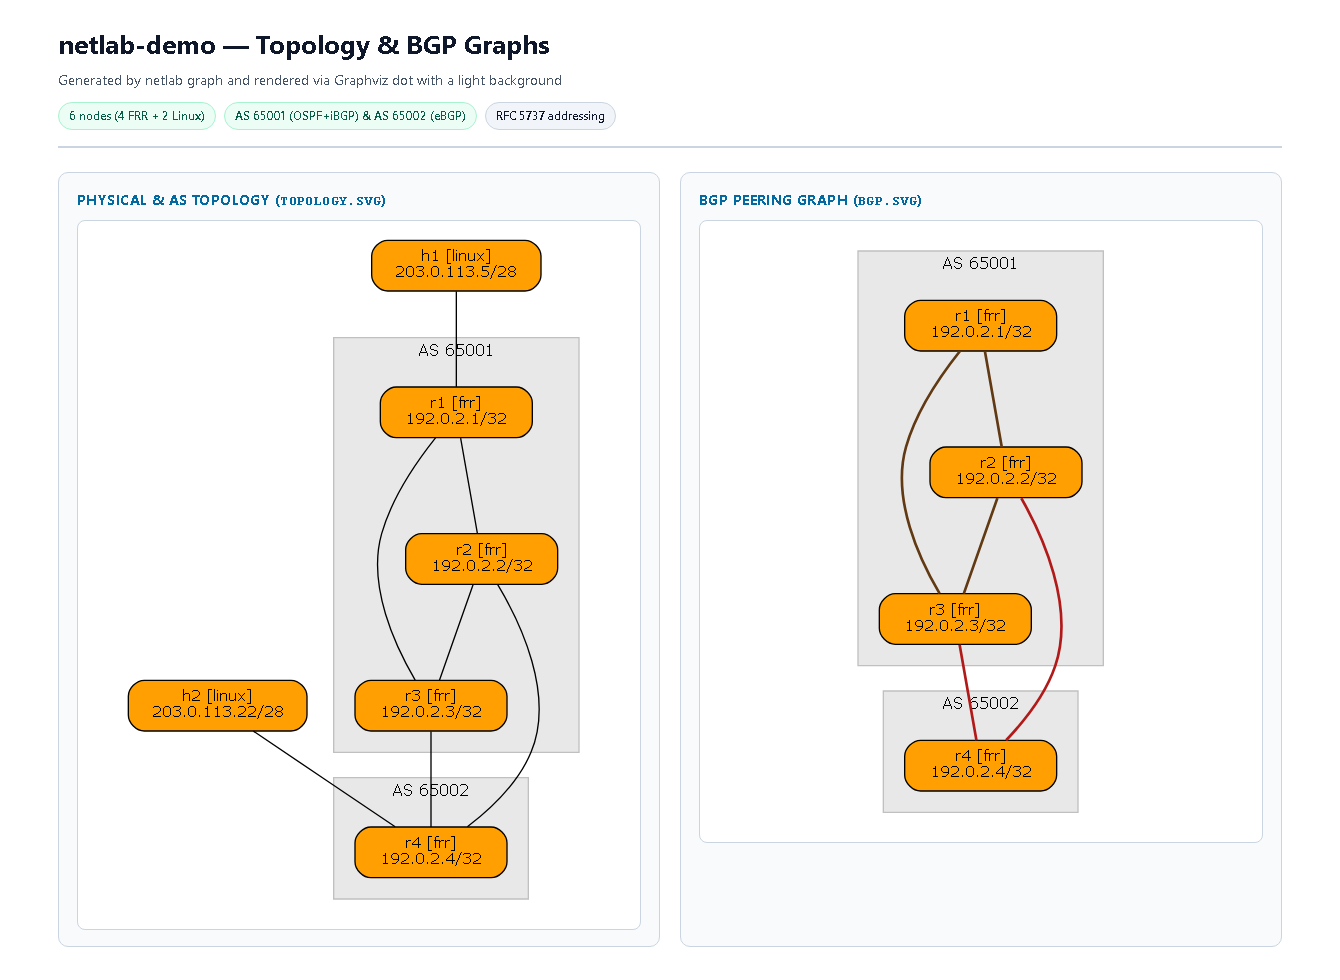 netlab-demo — Topology & BGP Graphs
Generated by netlab graph and rendered via Graphviz dot with a light background
6 nodes (4 FRR + 2 Linux)
AS 65001 (OSPF+iBGP) & AS 65002 (eBGP)
RFC 5737 addressing
PHYSICAL & AS TOPOLOGY (TOPOLOGY.SVG)
h1 [linux]
203.0.113.5/28
AS 65001
r1 [frr]
192.0.2.1/32
r2 [frr]
192.0.2.2/32
h2 [linux]
203.0.113.22/28
r3 [frr]
192.0.2.3/32
AS 65002
r4 [frr]
192.0.2.4/32
BGP PEERING GRAPH (BGP.SVG)
AS 65001
r1 [frr]
192.0.2.1/32
r2 [frr]
192.0.2.2/32
r3 [frr]
192.0.2.3/32
AS 65002
r4 [frr]
192.0.2.4/32